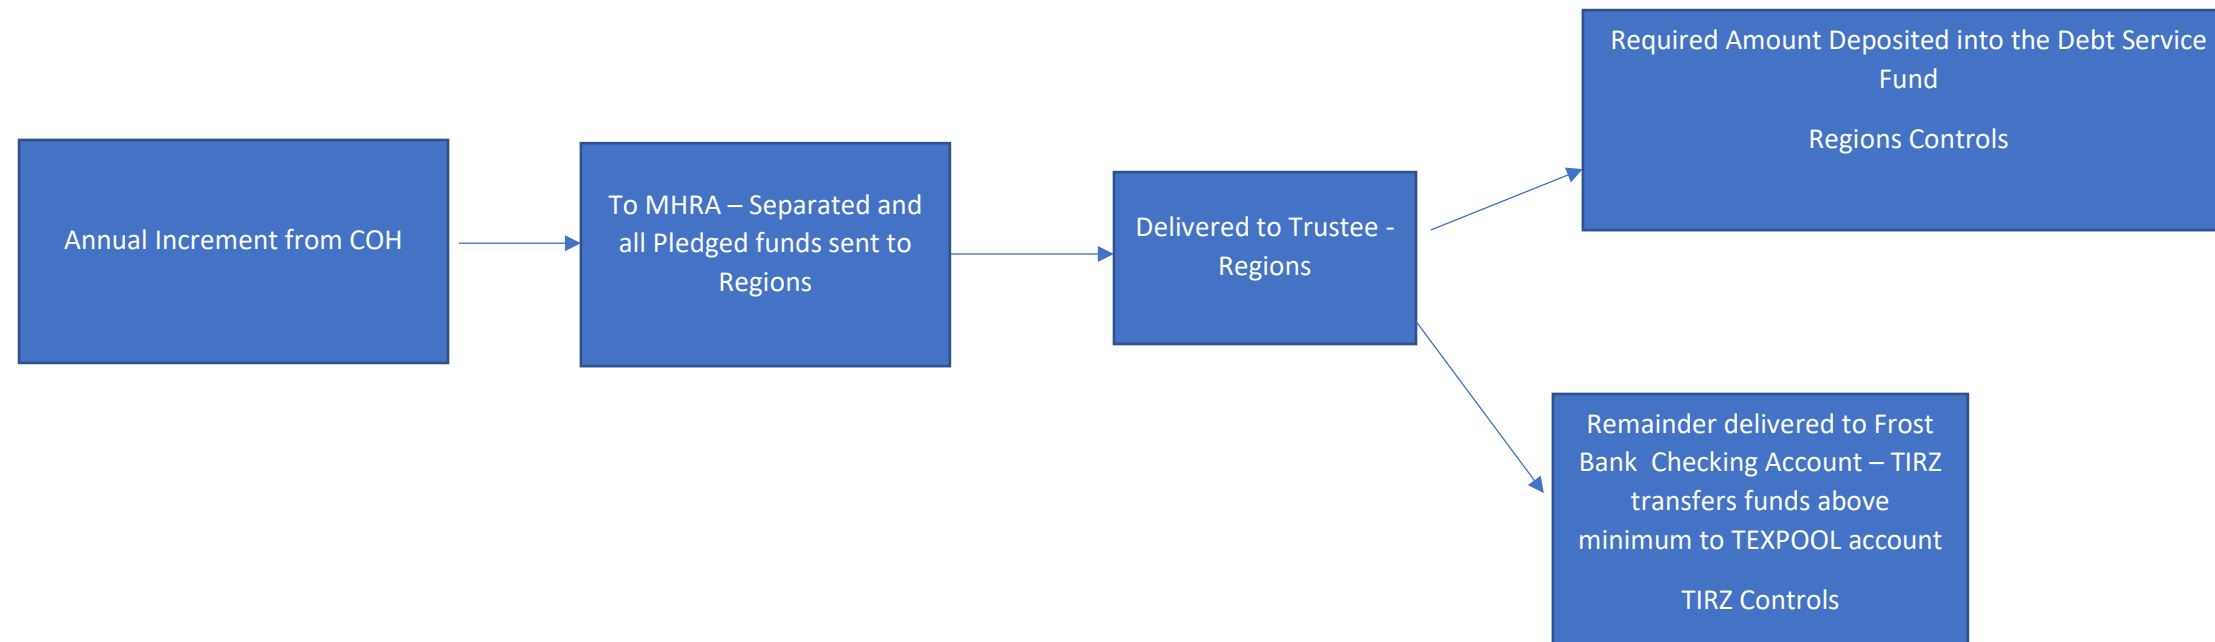 Annual Increment from COH
To MHRA – Separated and
all Pledged funds sent to
Regions
Delivered to Trustee -
Regions
Required Amount Deposited into the Debt Service
Fund
Regions Controls
Remainder delivered to Frost
Bank  Checking Account – TIRZ
transfers funds above
minimum to TEXPOOL account
TIRZ Controls